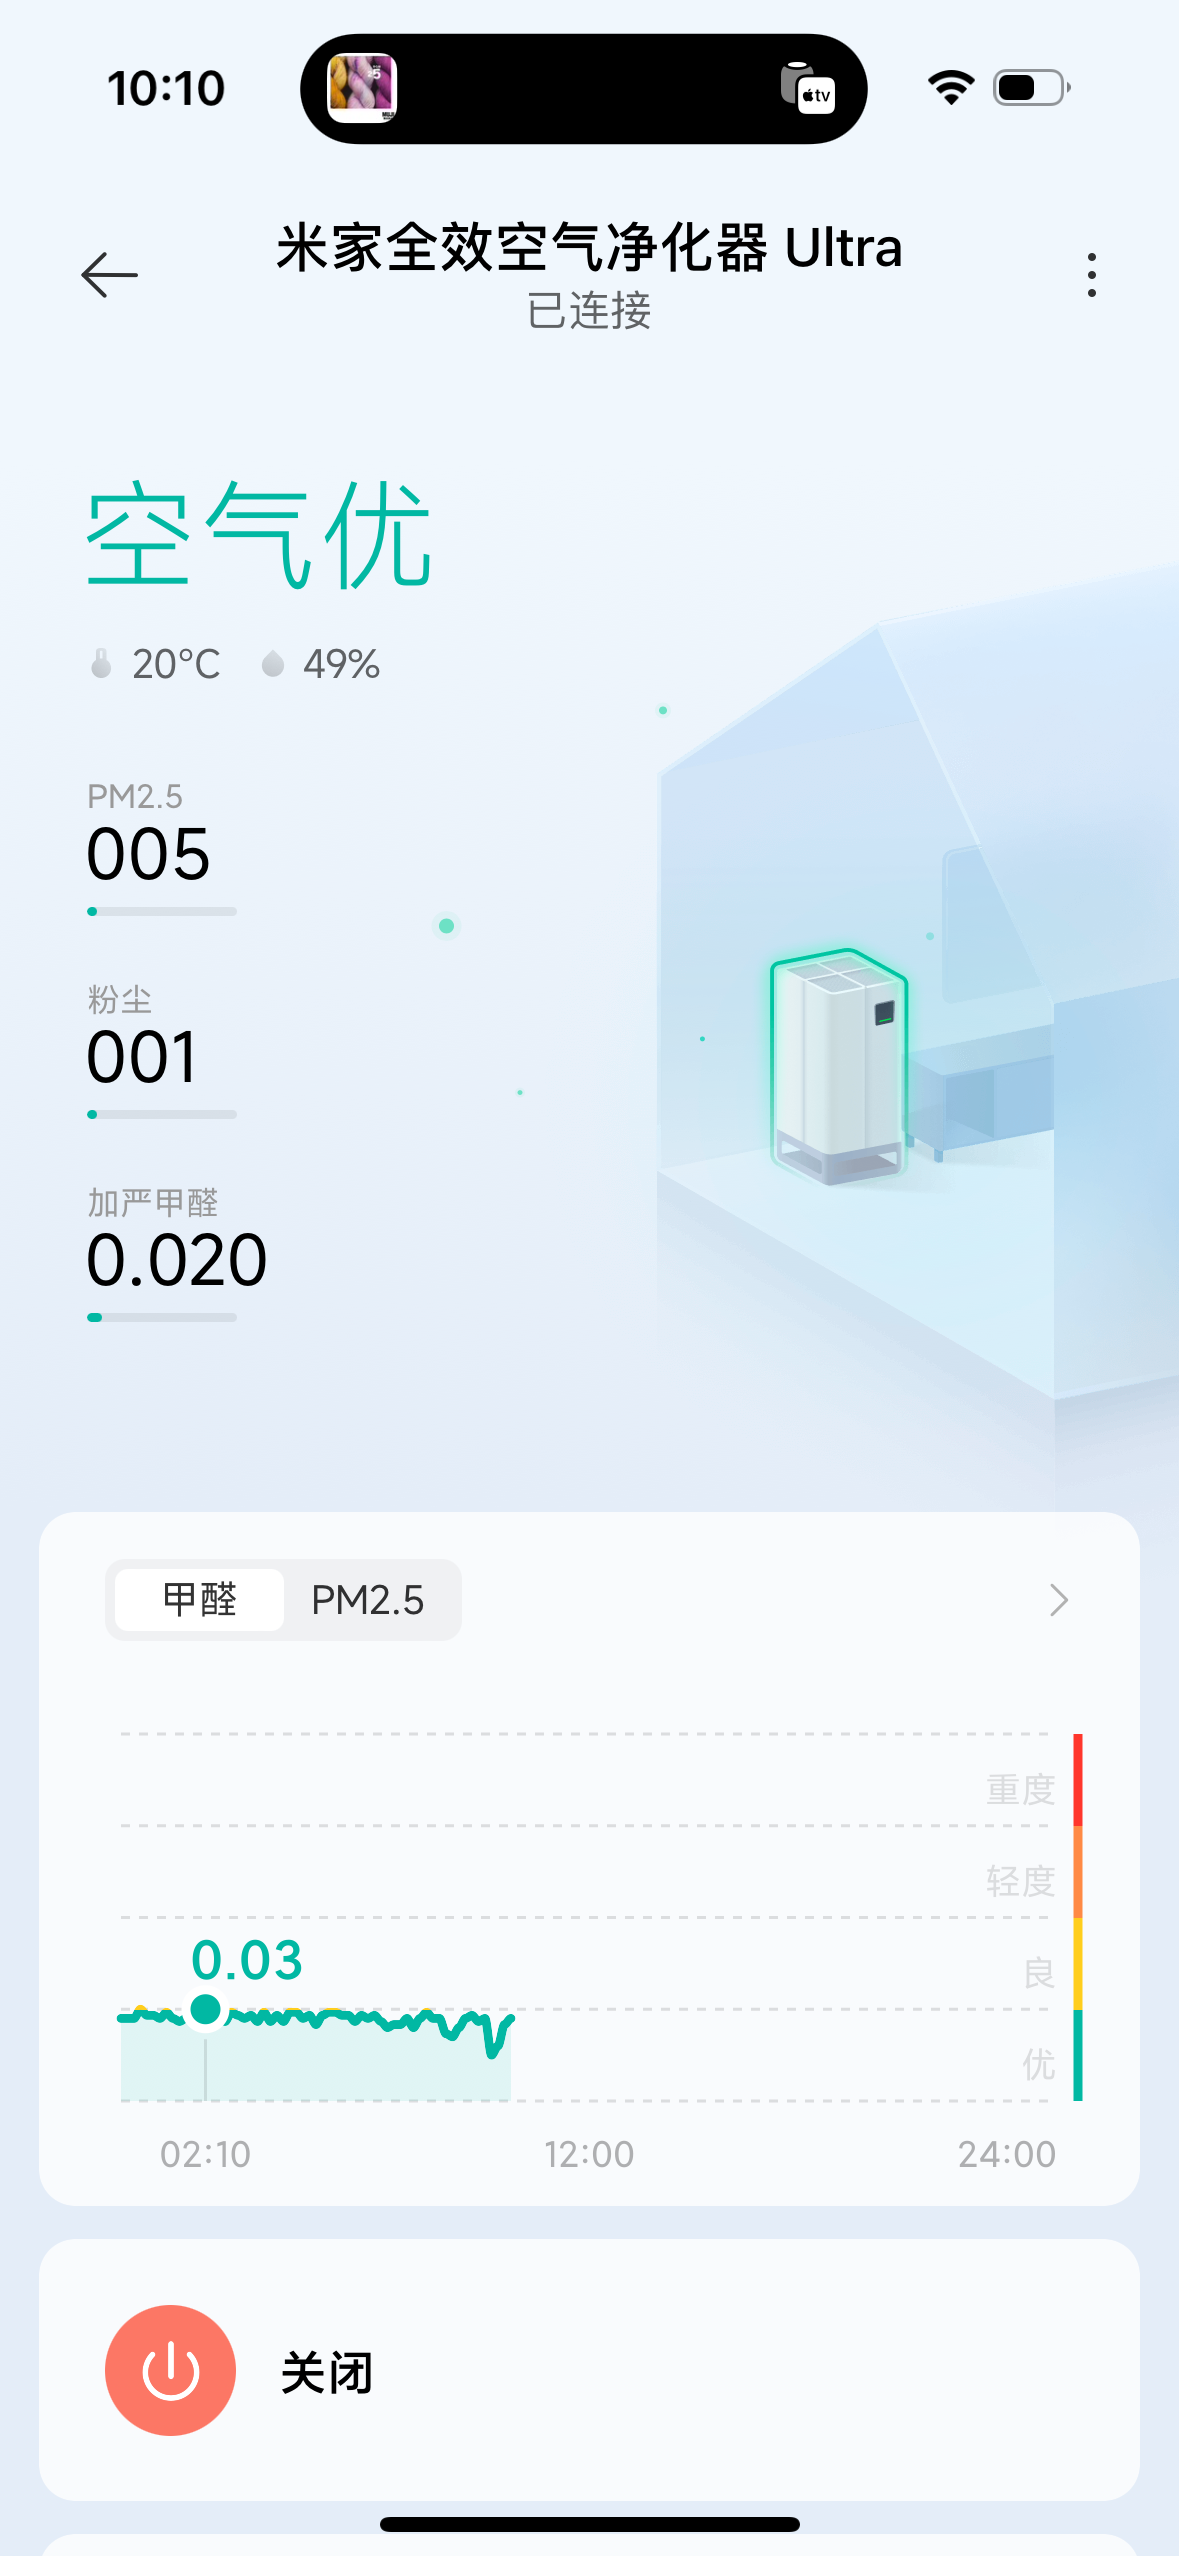 10:10
tv
米家全效空气净化器 Ultra
已连接
空气优
20°C 49%
PM2.5
005
粉尘
001
加严甲醛
0.020
甲醛 PM2.5
重度
轻度
0.03
良
优
02:10 12:00 24:00
关闭